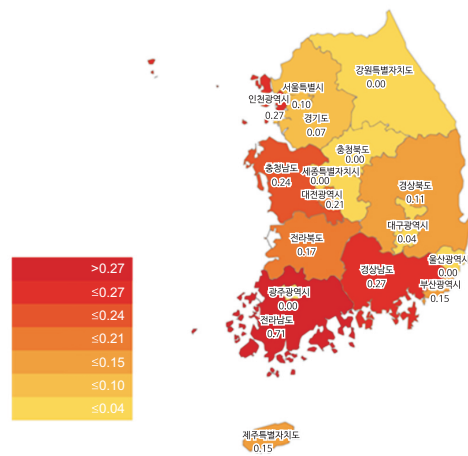 강원특별자치도
0.00
서울특별시
0.10
인천광역시
0.27
경기도
0.07
충청북도
0.00
충청남도
0.24
세종특별자치시
0.00
대전광역시
0.21
경상북도
0.11
대구광역시
0.04
전라북도
0.17
울산광역시
0.00
경상남도
0.27
부산광역시
0.15
광주광역시
0.00
전라남도
0.71
제주특별자치도
0.15
>0.27
≤0.27
≤0.24
≤0.21
≤0.15
≤0.10
≤0.04